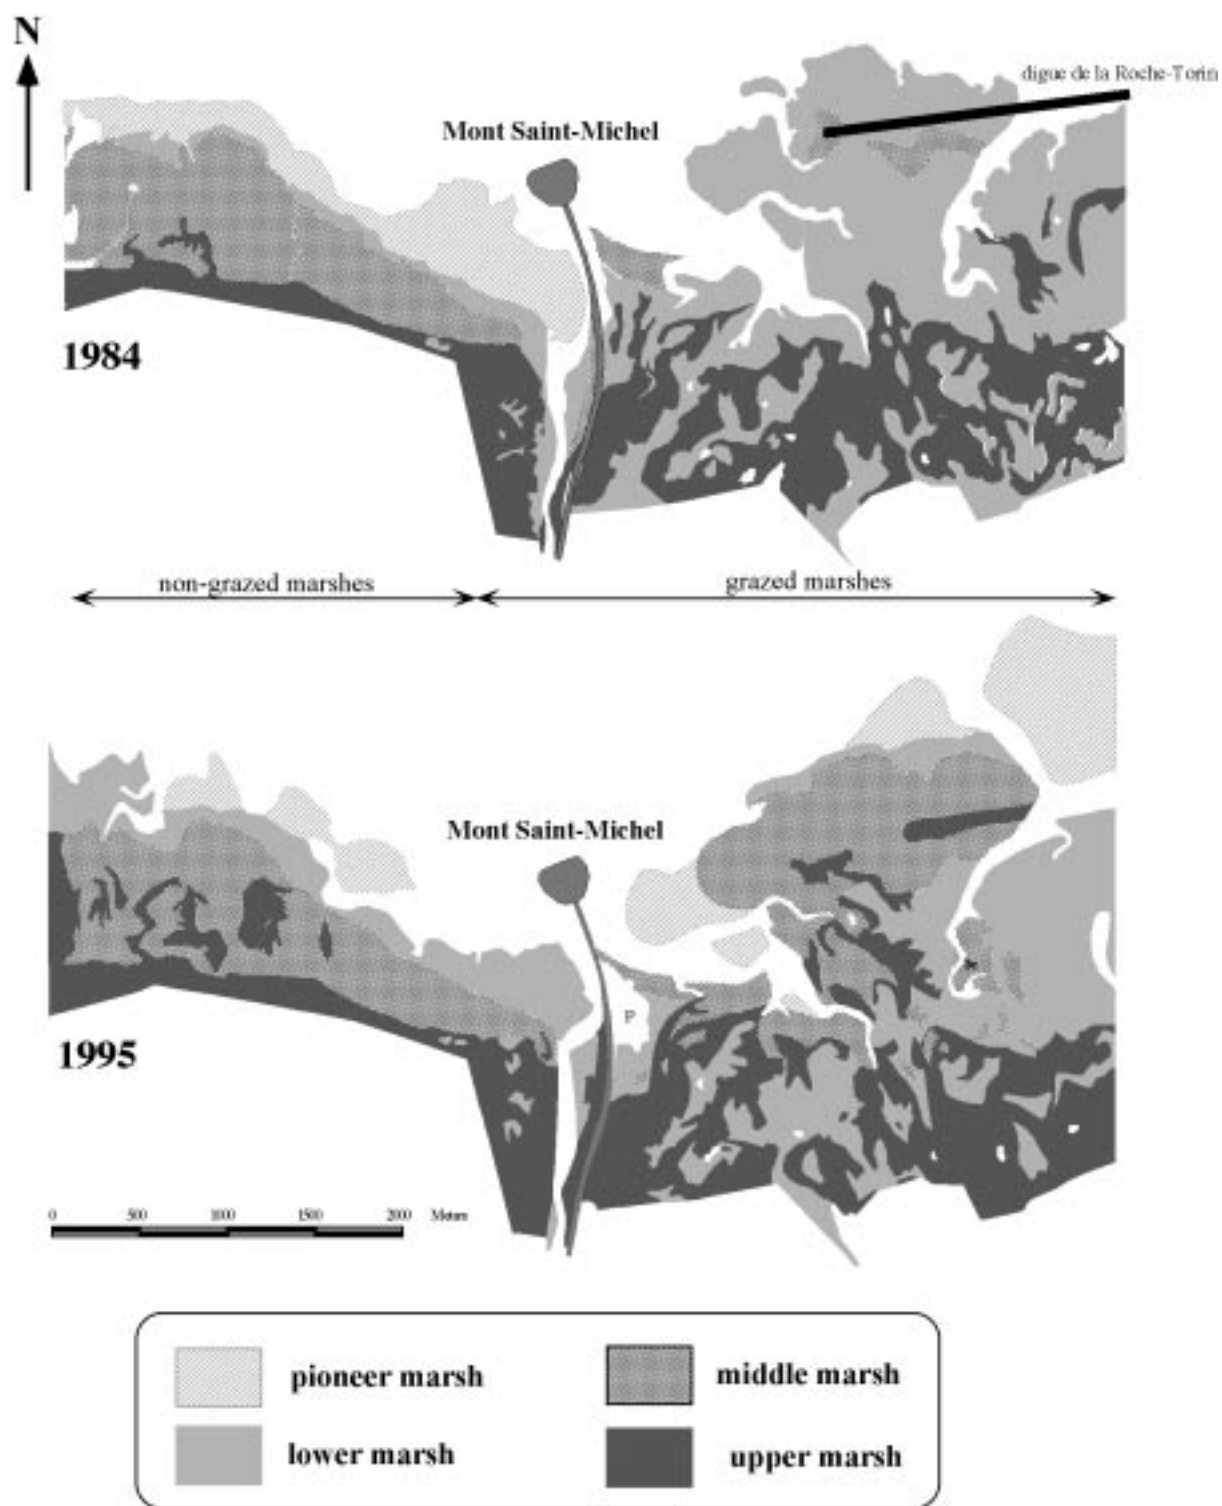 N
digue de la Roche-Torin
Mont Saint-Michel
1984
non-grazed marshes
grazed marshes
Mont Saint-Michel
P
1995
0 500 1000 1500 2000 Meters
pioneer marsh
middle marsh
lower marsh
upper marsh